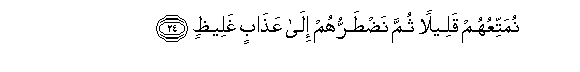 نُمَتِّعُهُمْ قَلِيلًا ثُمَّ نَضْطَرُّهُمْ إِلَىٰ عَذَابٍ غَلِيظٍ ﴿٢٤﴾